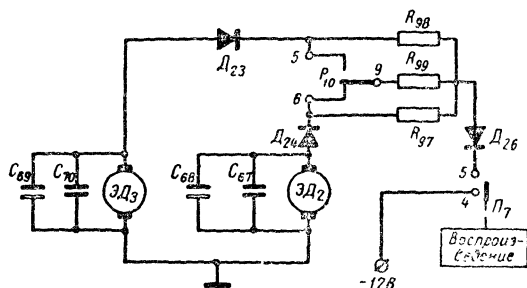 R98
Д23
5
P10
9
R99
6
Д24
R97
Д26
C69
C70
ЭД3
C68
C67
ЭД2
5
4
П7
Воспроиз-
ведение
-12В